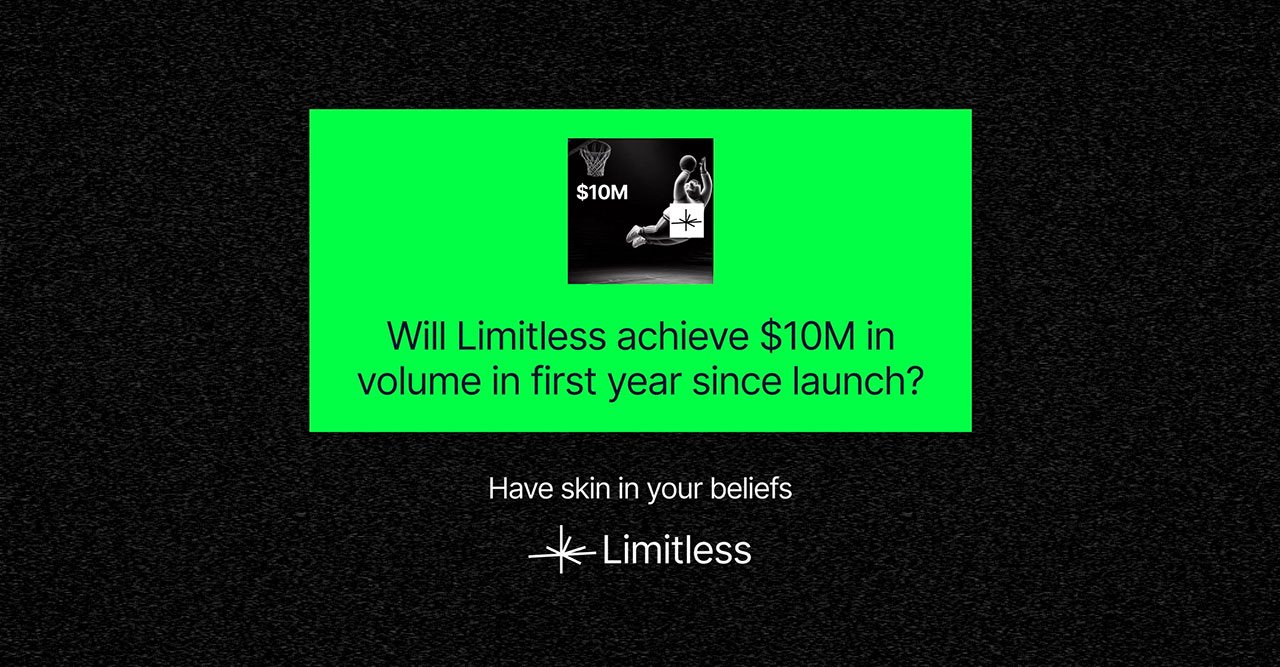 $10M
Will Limitless achieve $10M in
volume in first year since launch?
Have skin in your beliefs
Limitless